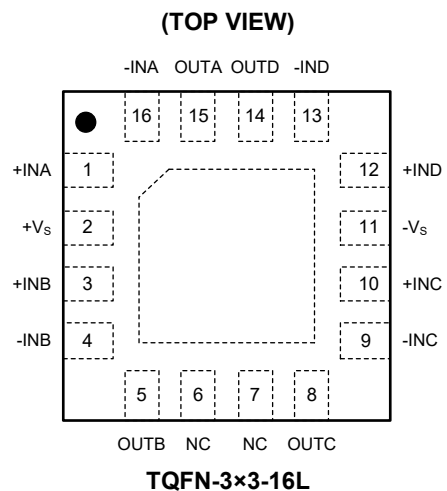 (TOP VIEW)
-INA OUTA OUTD -IND
16 15 14 13
+INA 1 12 +IND
+VS 2 11 -VS
+INB 3 10 +INC
-INB 4 9 -INC
5 6 7 8
OUTB NC NC OUTC
TQFN-3×3-16L